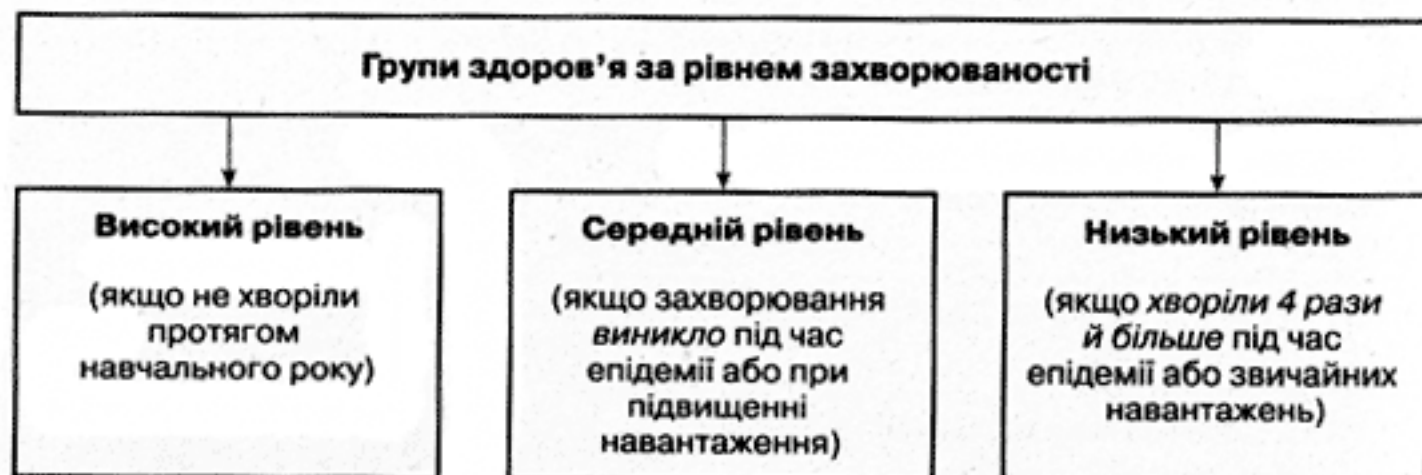 Групи здоров’я за рівнем захворюваності
Високий рівень
(якщо не хворіли
протягом
навчального року)
Середній рівень
(якщо захворювання
виникло під час
епідемії або при
підвищенні
навантаження)
Низький рівень
(якщо хворіли 4 рази
й більше під час
епідемії або звичайних
навантажень)